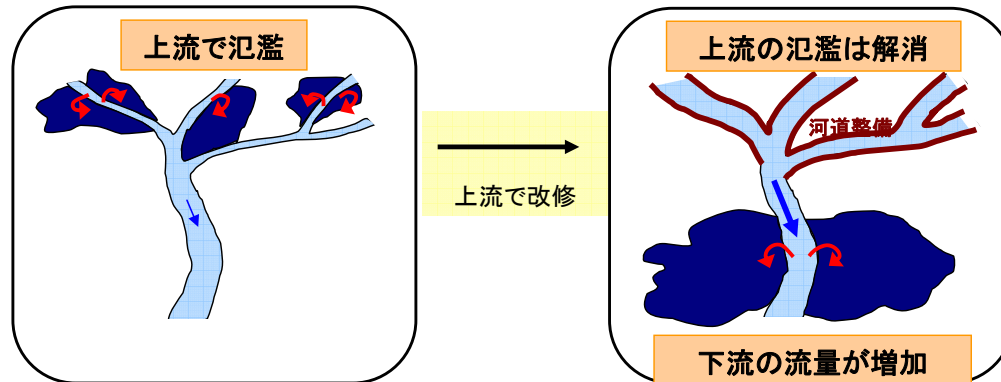 上流で氾濫
上流で改修
上流の氾濫は解消
河道整備
下流の流量が増加